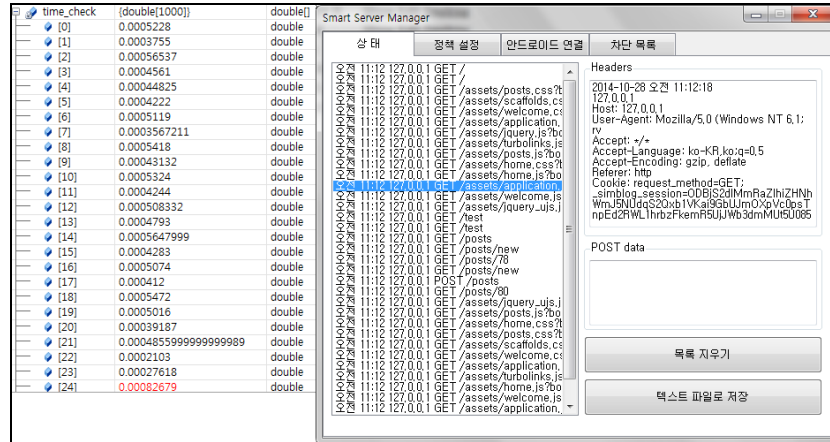 time_check {double[1000]} double[]
[0] 0.0005228 double
[1] 0.0003755 double
[2] 0.00056537 double
[3] 0.0004561 double
[4] 0.00044825 double
[5] 0.0004222 double
[6] 0.0005119 double
[7] 0.0003567211 double
[8] 0.0005418 double
[9] 0.00043132 double
[10] 0.0005324 double
[11] 0.0004244 double
[12] 0.000508332 double
[13] 0.0004793 double
[14] 0.0005647999 double
[15] 0.0004283 double
[16] 0.0005074 double
[17] 0.000412 double
[18] 0.0005472 double
[19] 0.0005016 double
[20] 0.00039187 double
[21] 0.0004855999999999989 double
[22] 0.0002103 double
[23] 0.00027618 double
[24] 0.00082679 double
Smart Server Manager
상 태 정책 설정 안드로이드 연결 차단 목록
오전 11:12 127.0.0.1 GET /
오전 11:12 127.0.0.1 GET /
오전 11:12 127.0.0.1 GET /assets/posts.css?b
오전 11:12 127.0.0.1 GET /assets/scaffolds.cs
오전 11:12 127.0.0.1 GET /assets/welcome.cs
오전 11:12 127.0.0.1 GET /assets/application.
오전 11:12 127.0.0.1 GET /assets/jquery.js?bo
오전 11:12 127.0.0.1 GET /assets/turbolinks.js
오전 11:12 127.0.0.1 GET /assets/posts.js?bo
오전 11:12 127.0.0.1 GET /assets/home.css?b
오전 11:12 127.0.0.1 GET /assets/home.js?bo
오전 11:12 127.0.0.1 GET /assets/application.
오전 11:12 127.0.0.1 GET /assets/welcome.js
오전 11:12 127.0.0.1 GET /assets/jquery_ujs.j
오전 11:12 127.0.0.1 GET /test
오전 11:12 127.0.0.1 GET /test
오전 11:12 127.0.0.1 GET /posts
오전 11:12 127.0.0.1 GET /posts/new
오전 11:12 127.0.0.1 GET /posts/78
오전 11:12 127.0.0.1 GET /posts/new
오전 11:12 127.0.0.1 POST /posts
오전 11:12 127.0.0.1 GET /posts/80
오전 11:12 127.0.0.1 GET /assets/jquery_ujs.j
오전 11:12 127.0.0.1 GET /assets/posts.js?bo
오전 11:12 127.0.0.1 GET /assets/home.css?b
오전 11:12 127.0.0.1 GET /assets/posts.css?b
오전 11:12 127.0.0.1 GET /assets/scaffolds.cs
오전 11:12 127.0.0.1 GET /assets/welcome.cs
오전 11:12 127.0.0.1 GET /assets/application.
오전 11:12 127.0.0.1 GET /assets/turbolinks.js
오전 11:12 127.0.0.1 GET /assets/home.js?bo
오전 11:12 127.0.0.1 GET /assets/welcome.js
오전 11:12 127.0.0.1 GET /assets/application.
Headers
2014-10-28 오전 11:12:18
127.0.0.1
Host: 127.0.0.1
User-Agent: Mozilla/5.0 (Windows NT 6.1;
rv
Accept: */*
Accept-Language: ko-KR,ko;q=0.5
Accept-Encoding: gzip, deflate
Referer: http
Cookie: request_method=GET;
POST data
목록 지우기
텍스트 파일로 저장